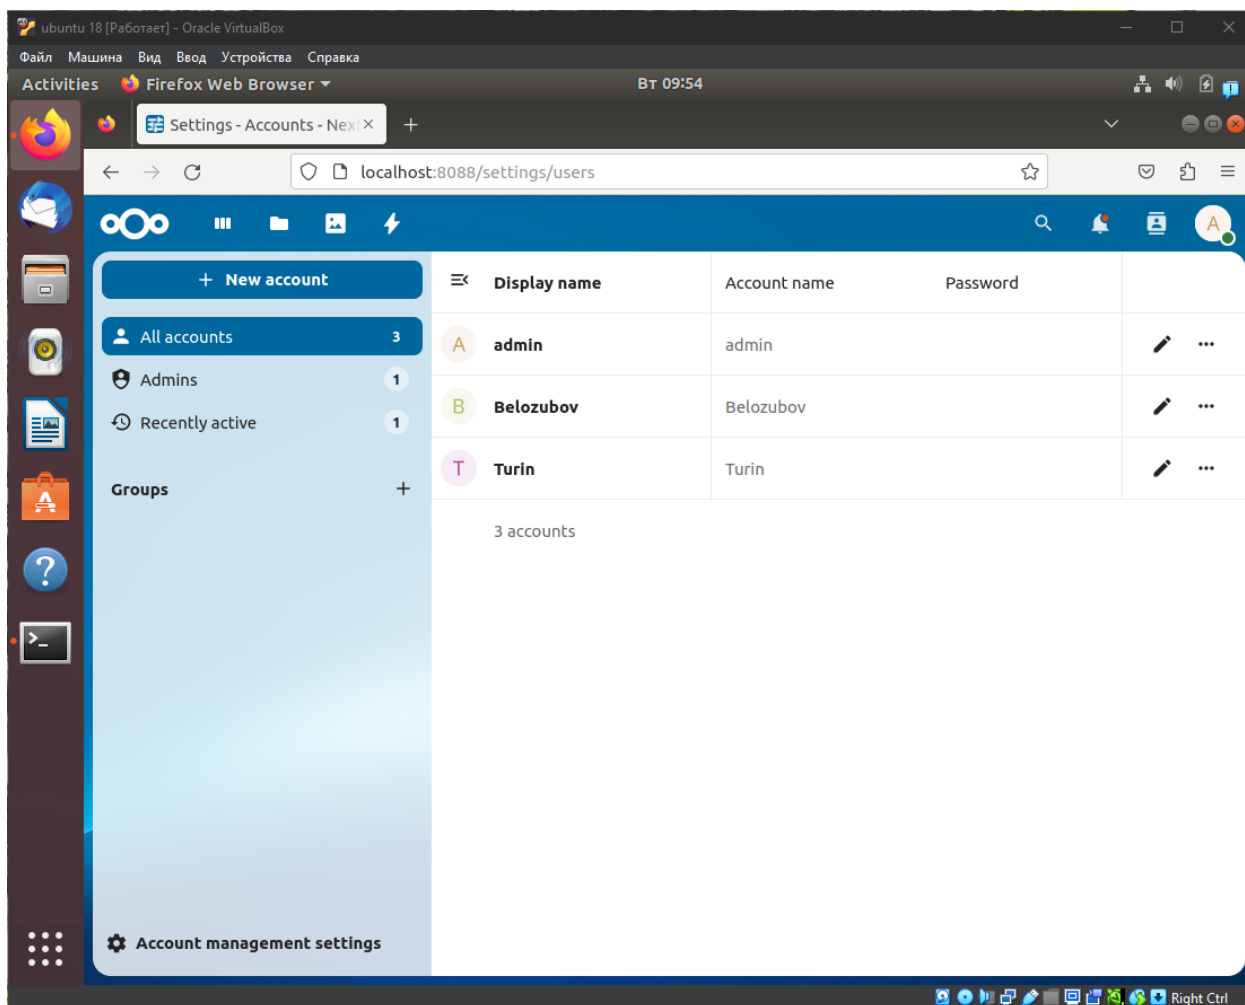 ubuntu 18 [Работает] - Oracle VirtualBox
Файл Машина Вид Ввод Устройства Справка
Activities Firefox Web Browser Вт 09:54
Settings - Accounts - Nex
localhost:8088/settings/users
A
+ New account
Display name Account name Password
All accounts 3
A admin admin
Admins 1
B Belozubov Belozubov
Recently active 1
T Turin Turin
Groups
3 accounts
Account management settings
Right Ctrl